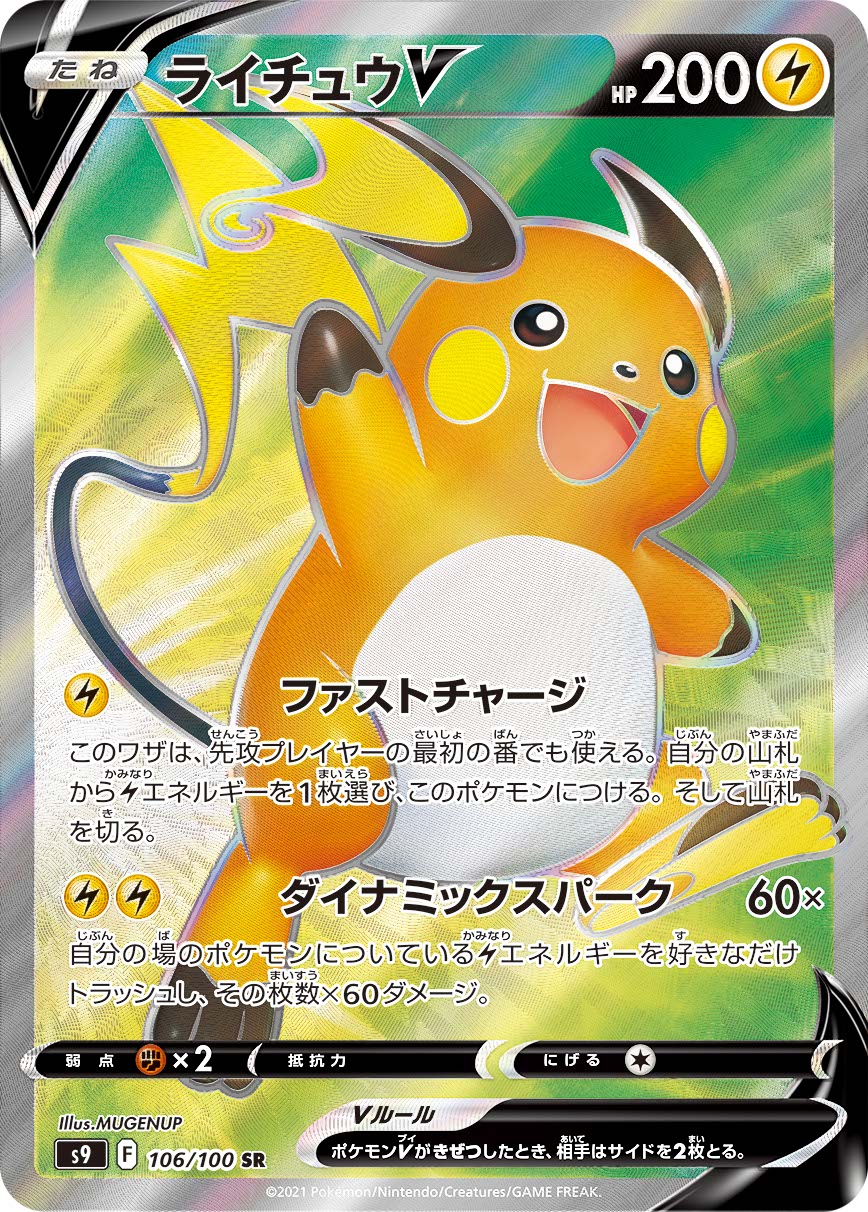 たね ライチュウV HP 200
ファストチャージ
このワザは、先攻プレイヤーの最初の番でも使える。自分の山札
からエネルギーを1枚選び、このポケモンにつける。そして山札
を切る。
ダイナミックスパーク 60×
自分の場のポケモンについているエネルギーを好きなだけ
トラッシュし、その枚数×60ダメージ。
弱点 ×2 抵抗力 にげる
Illus.MUGENUP
Vルール
ポケモンVがきぜつしたとき、相手はサイドを2枚とる。
s9 F 106/100 SR
©2021 Pokémon/Nintendo/Creatures/GAME FREAK.